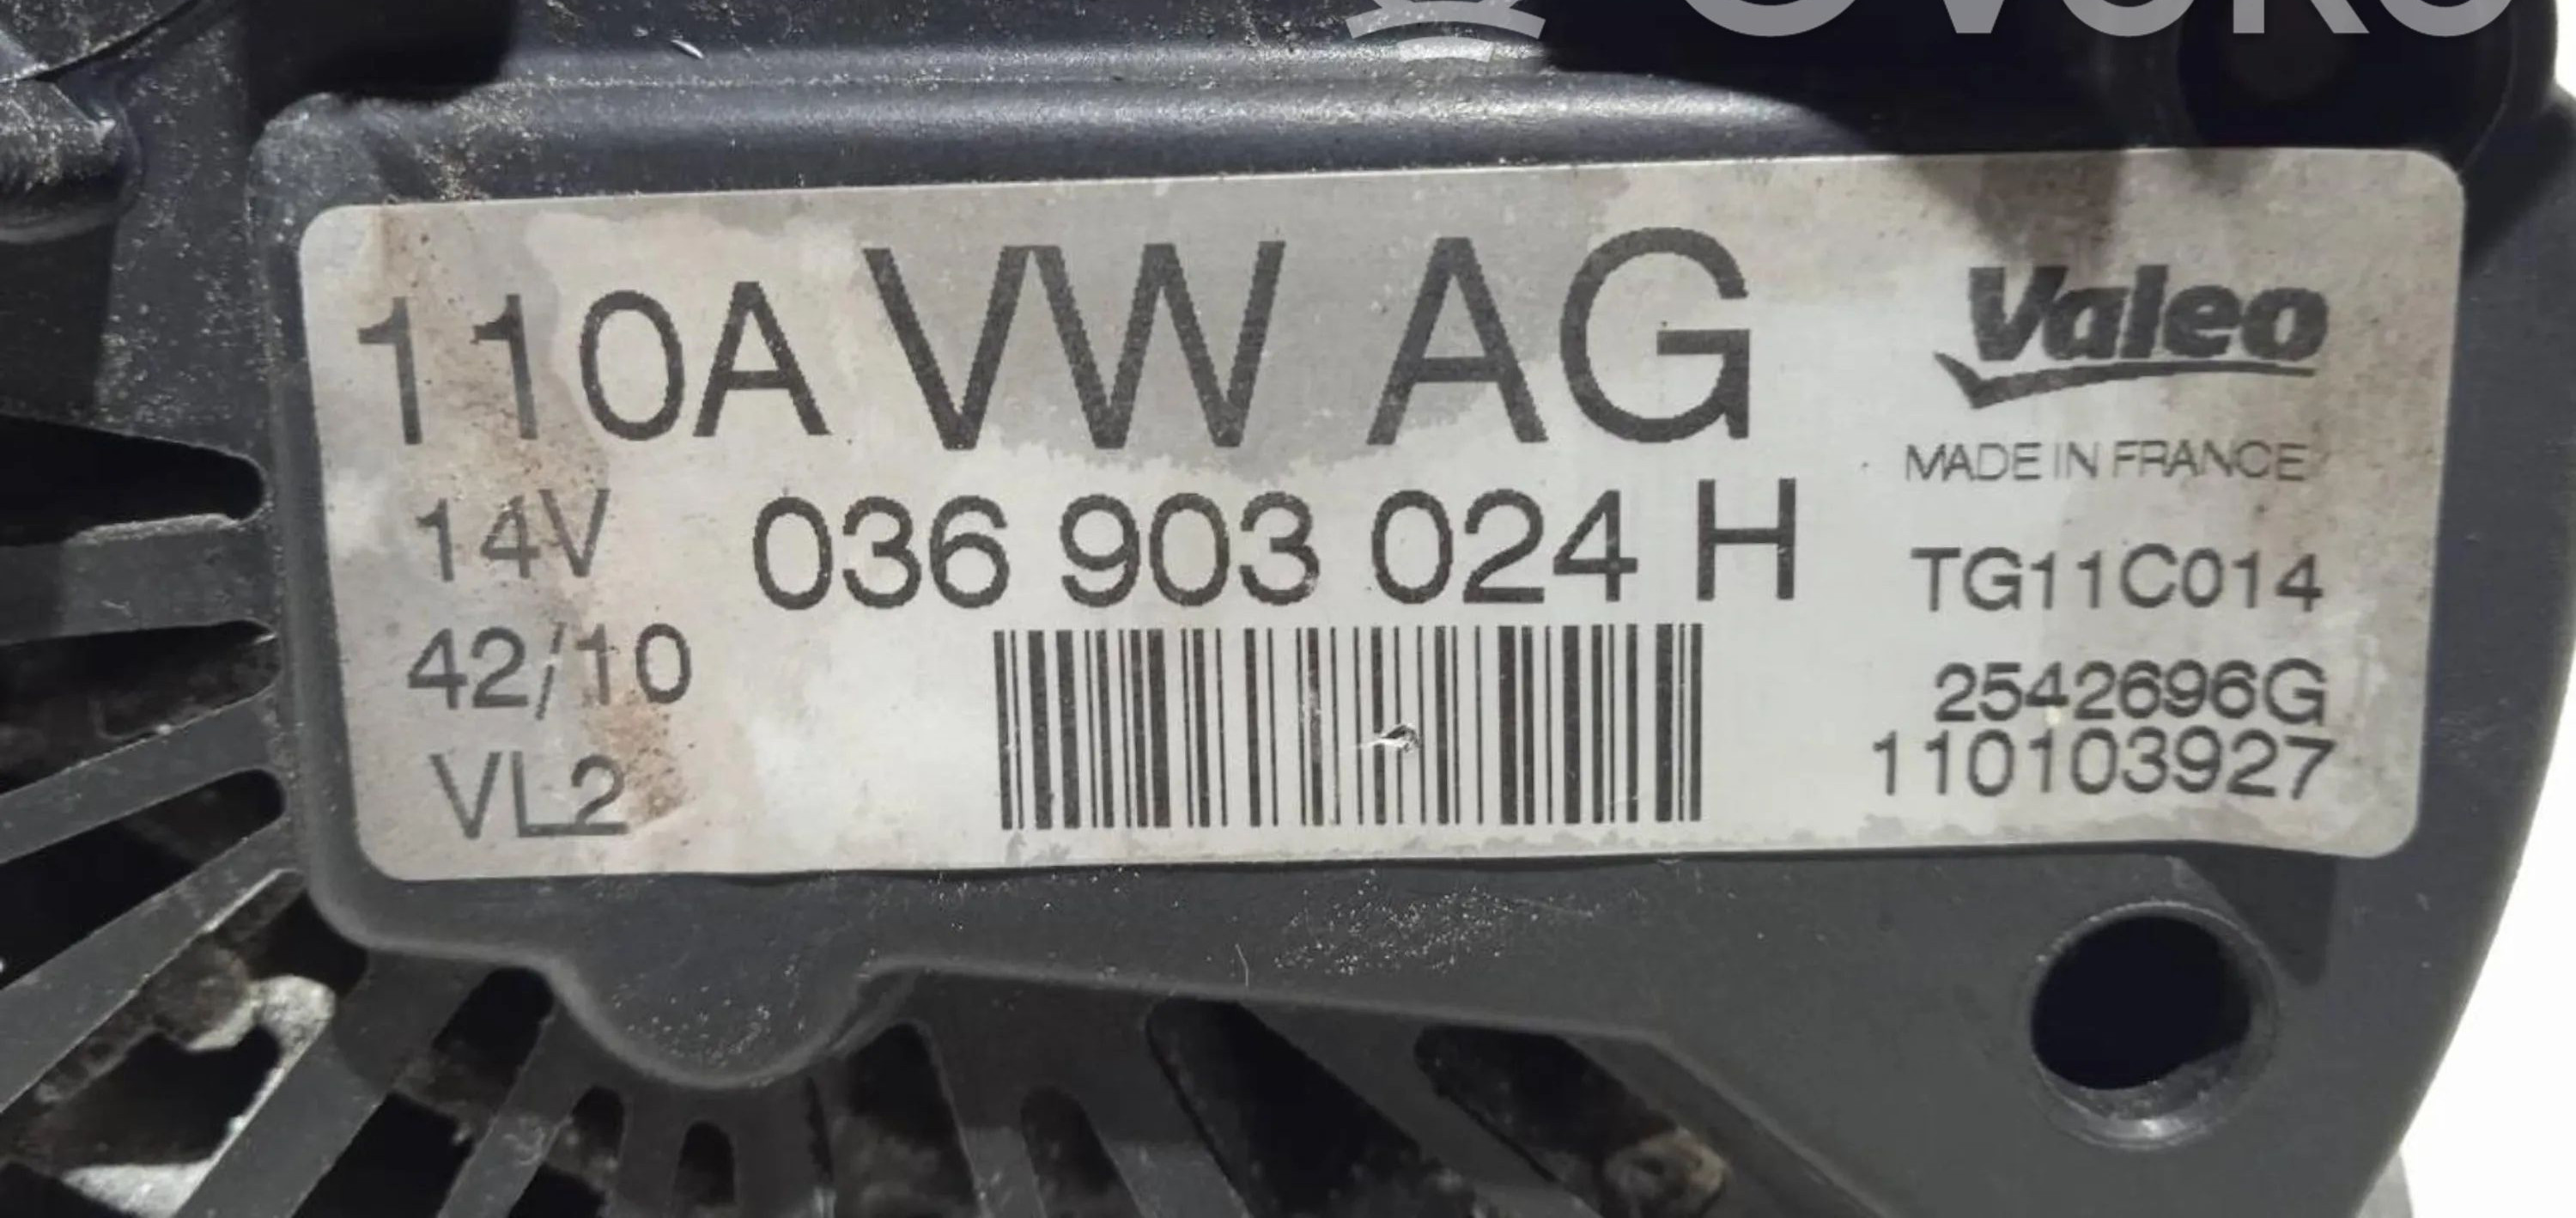 110A VW AG
Valeo
MADE IN FRANCE
14V
036 903 024 H
TG11C014
42/10
2542696G
VL2
110103927